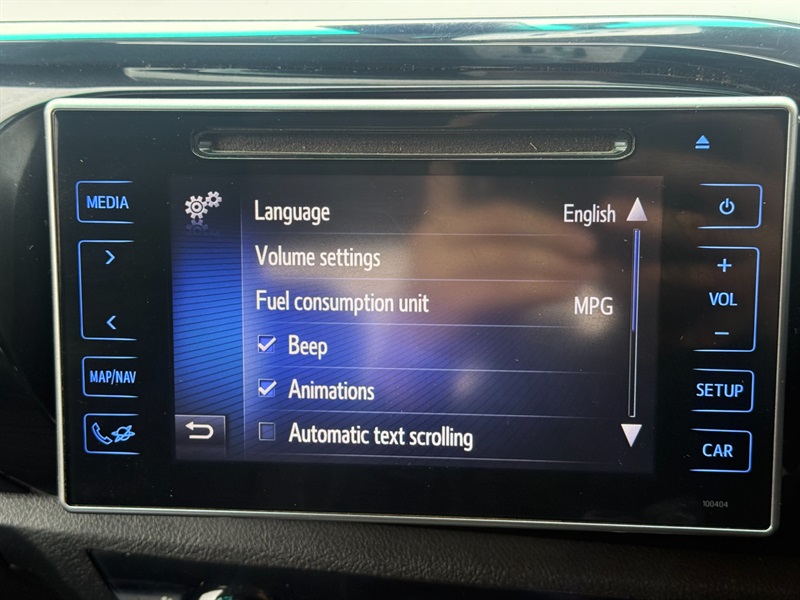 MEDIA
>
<
MAP/NAV
Language English
Volume settings
Fuel consumption unit MPG
Beep
Animations
Automatic text scrolling
+
VOL
−
SETUP
CAR
100404